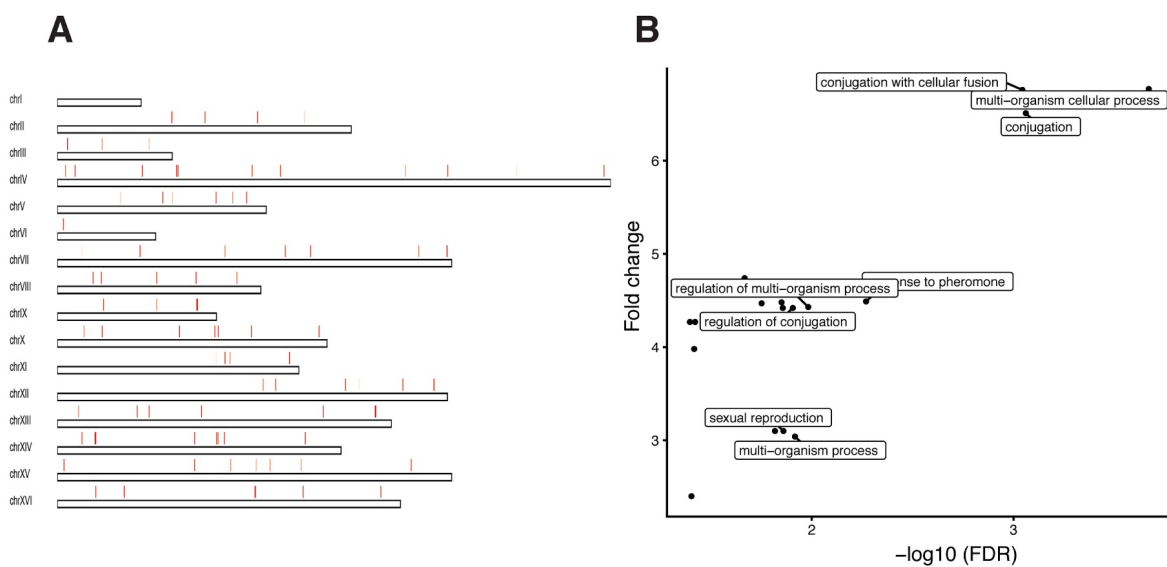 A
B
chrI
chrII
chrIII
chrIV
chrV
chrVI
chrVII
chrVIII
chrIX
chrX
chrXI
chrXII
chrXIII
chrXIV
chrXV
chrXVI
conjugation with cellular fusion
multi−organism cellular process
conjugation
regulation of multi−organism process
onse to pheromone
regulation of conjugation
sexual reproduction
multi−organism process
Fold change
6
5
4
3
2
3
−log10 (FDR)